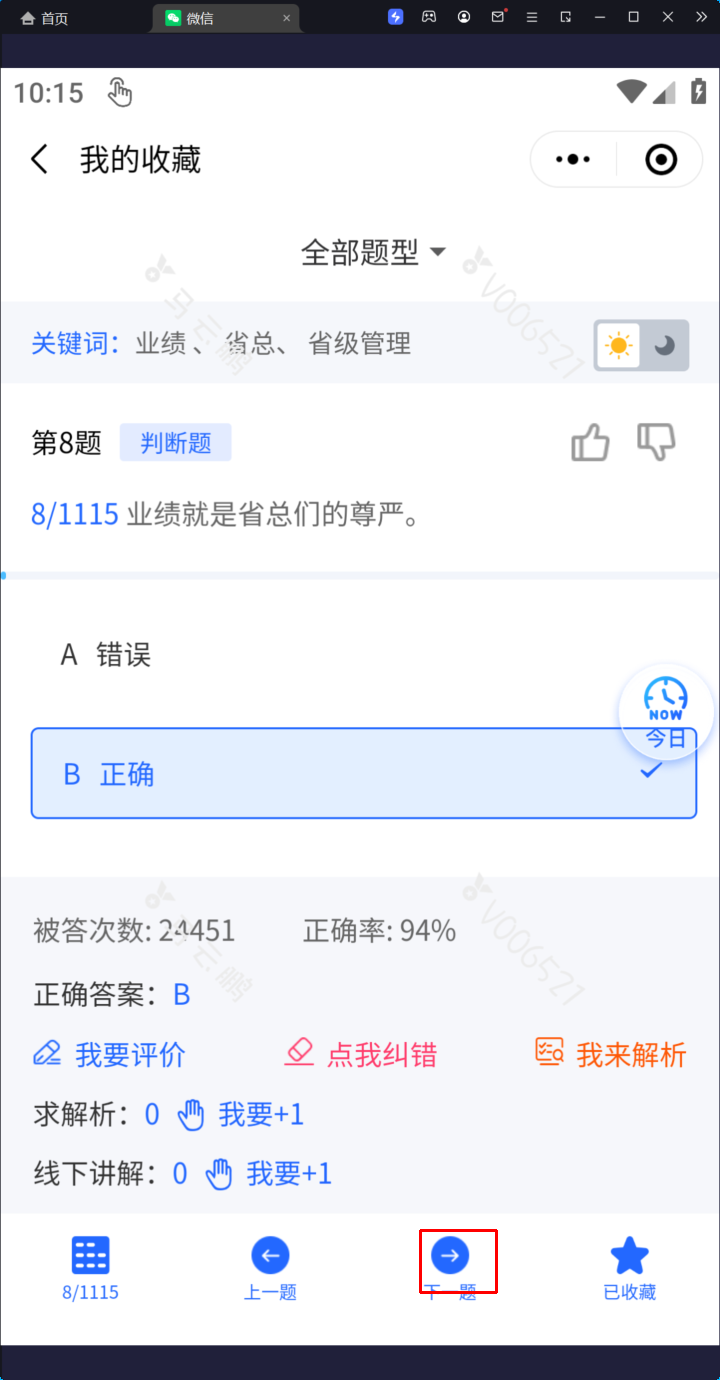 首页
微信
10:15
我的收藏
全部题型
关键词： 业绩 、 省总、 省级管理
第8题 判断题
8/1115 业绩就是省总们的尊严。
A 错误
NOW
今日
B 正确
被答次数: 24451 正确率: 94%
正确答案： B
我要评价 点我纠错 我来解析
求解析： 0 我要+1
线下讲解： 0 我要+1
8/1115 上一题 下一题 已收藏
马云鹏
V006521
马云鹏
V006521